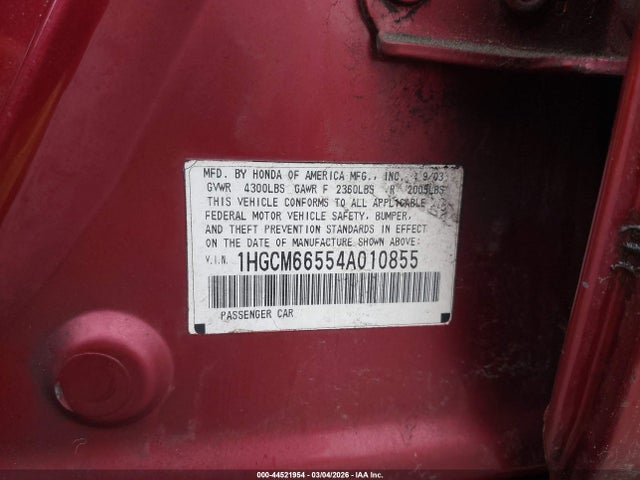 MFD. BY HONDA OF AMERICA MFG., INC. 9/03
GVWR 4300LBS GAWR F 2360LBS R 2005LBS
THIS VEHICLE CONFORMS TO ALL APPLICABLE
FEDERAL MOTOR VEHICLE SAFETY, BUMPER,
AND THEFT PREVENTION STANDARDS IN EFFECT
ON THE DATE OF MANUFACTURE SHOWN ABOVE:
V.I.N. 1HGCM66554A010855
PASSENGER CAR
000-44521954 | 03/04/2026 | IAA Inc.